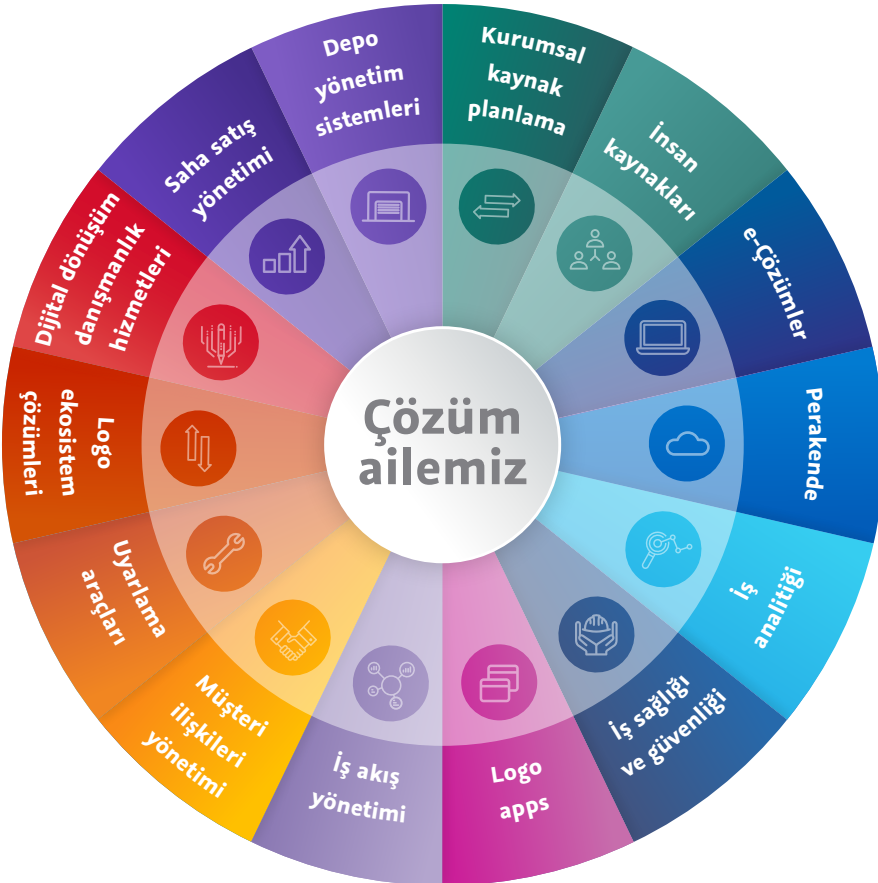 Kurumsal
kaynak
planlama
İnsan
kaynakları
e-Çözümler
Perakende
İş
analitiği
İş sağlığı
ve güvenliği
Logo
apps
İş akış
yönetimi
Müşteri
ilişkileri
yönetimi
Uyarlama
araçları
Logo
ekosistem
çözümleri
Dijital dönüşüm
danışmanlık
hizmetleri
Saha satış
yönetimi
Depo
yönetim
sistemleri
Çözüm
ailemiz